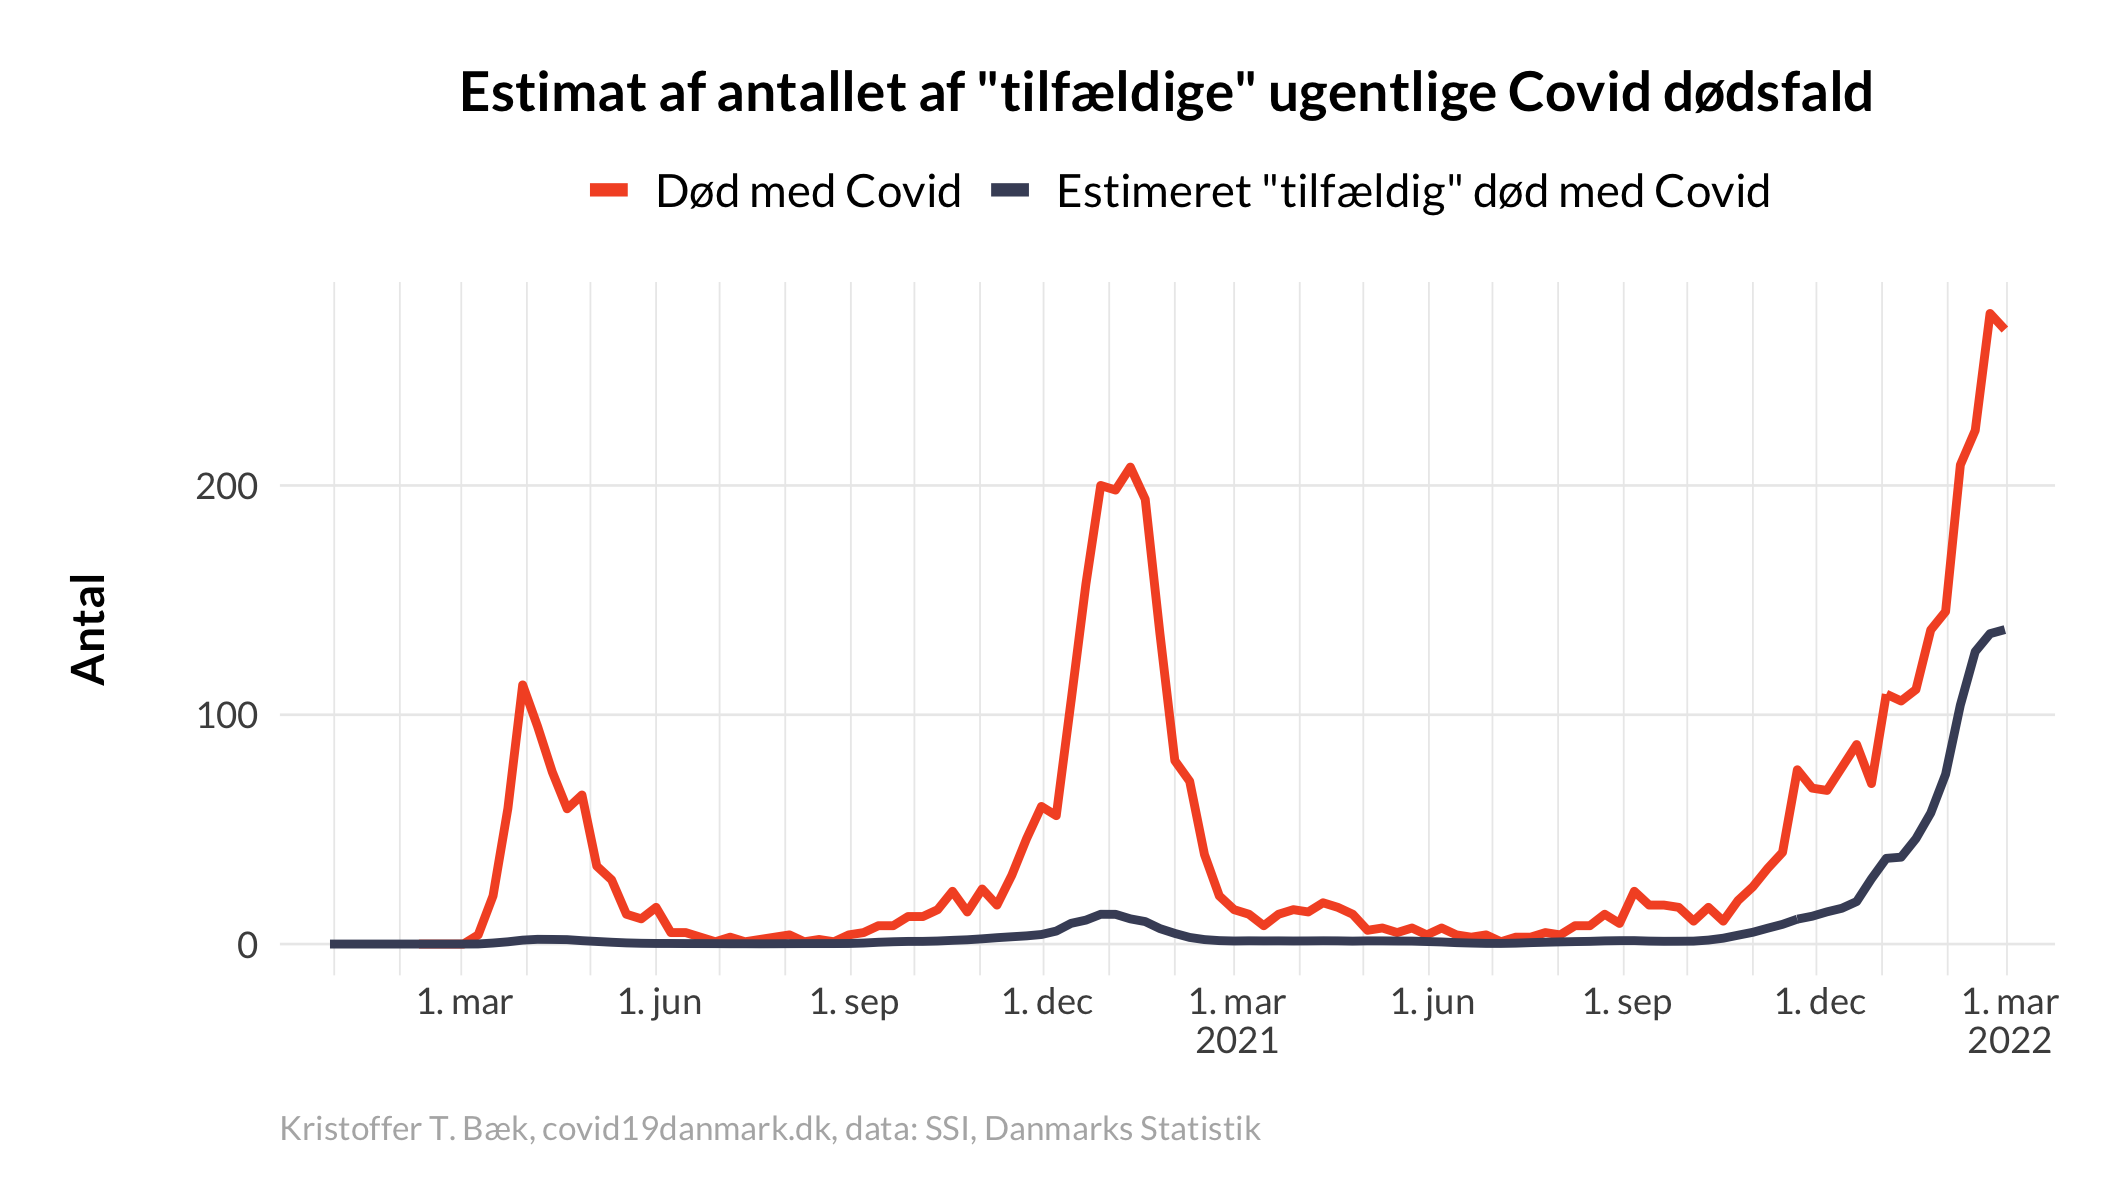 Estimat af antallet af "tilfældige" ugentlige Covid dødsfald
Død med Covid Estimeret "tilfældig" død med Covid
Antal
200
100
0
1. mar 1. jun 1. sep 1. dec 1. mar 1. jun 1. sep 1. dec 1. mar
2021 2022
Kristoffer T. Bæk, covid19danmark.dk, data: SSI, Danmarks Statistik